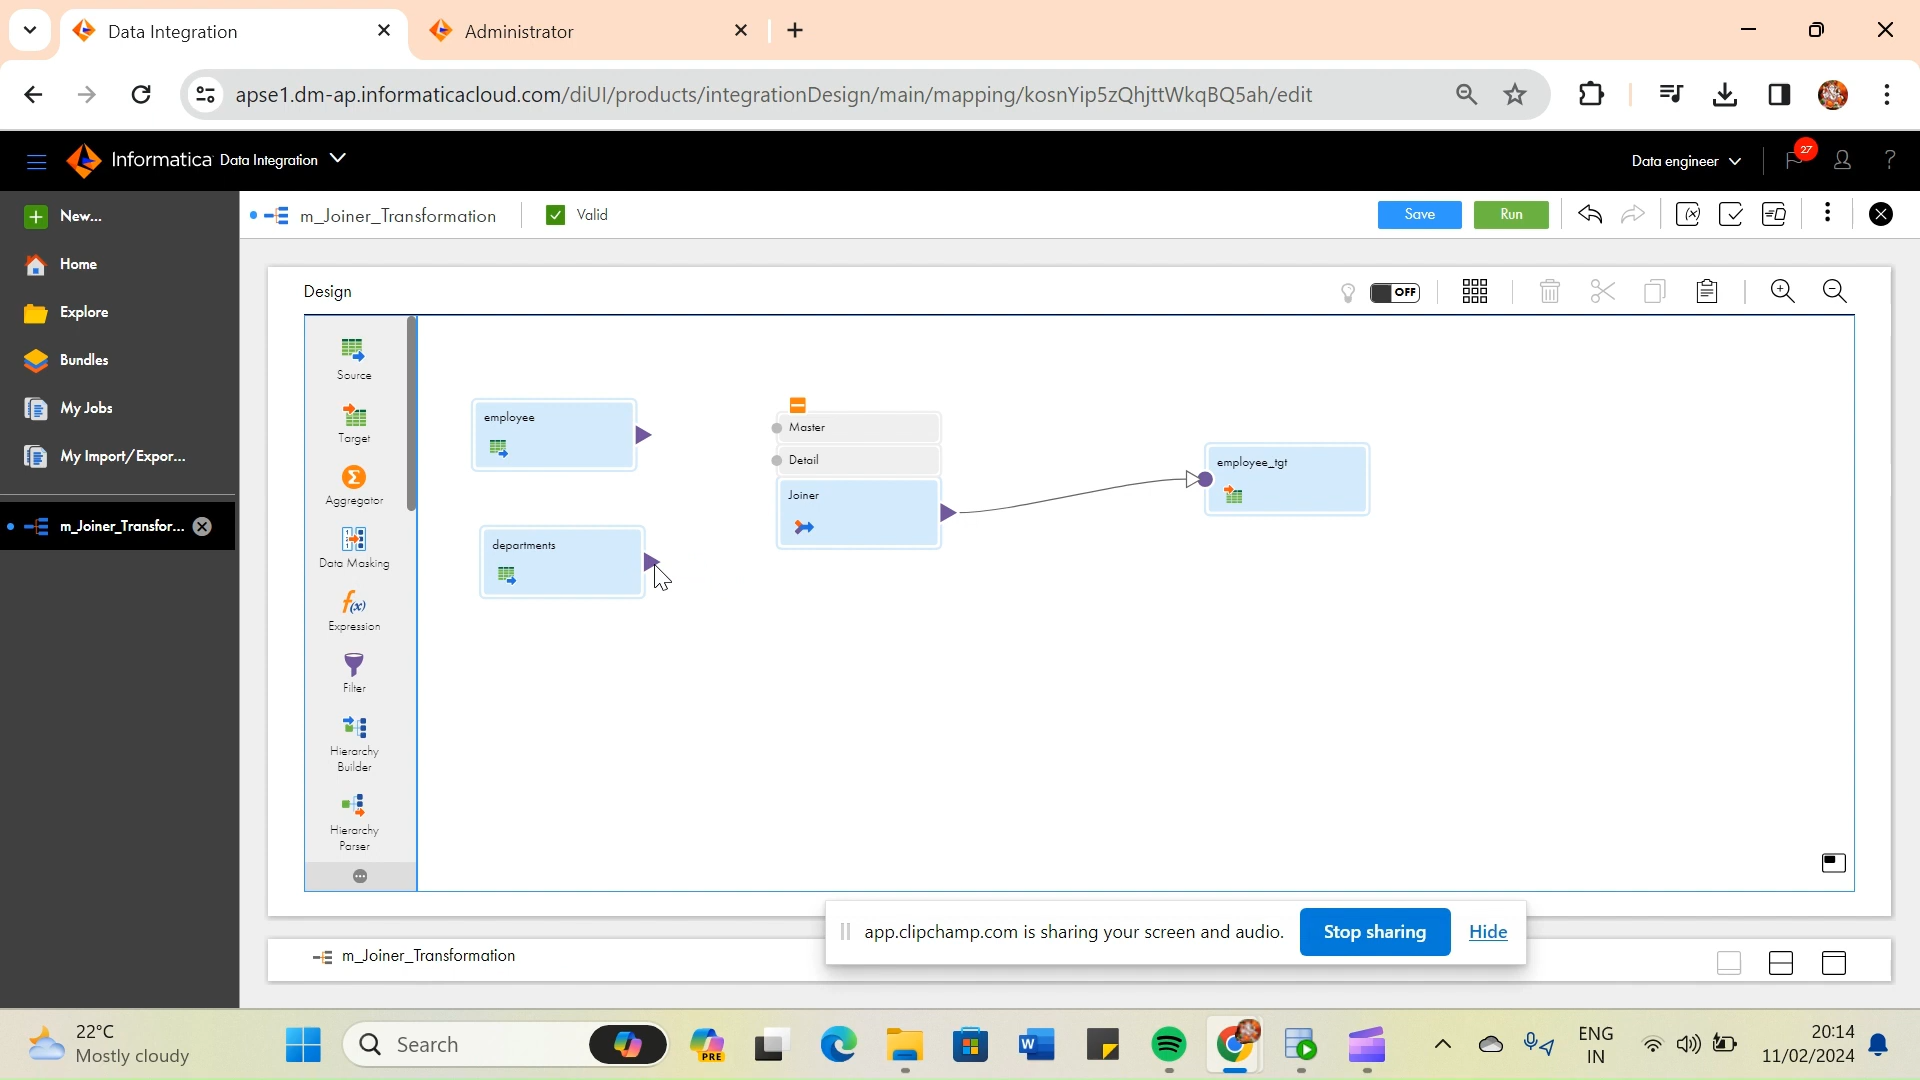 Data Integration
Administrator
apse1.dm-ap.informaticacloud.com/diUI/products/integrationDesign/main/mapping/kosnYip5zQhjttWkqBQ5ah/edit
Informatica Data Integration
Data engineer
27
?
New...
m_Joiner_Transformation
Valid
Save
Run
Home
Explore
Bundles
My Jobs
My Import/Expor...
m_Joiner_Transfor...
Design
OFF
Source
Target
Aggregator
Data Masking
Expression
Filter
Hierarchy
Builder
Hierarchy
Parser
employee
departments
Master
Detail
Joiner
employee_tgt
app.clipchamp.com is sharing your screen and audio.
Stop sharing
Hide
m_Joiner_Transformation
22°C
Mostly cloudy
Search
PRE
ENG
IN
20:14
11/02/2024